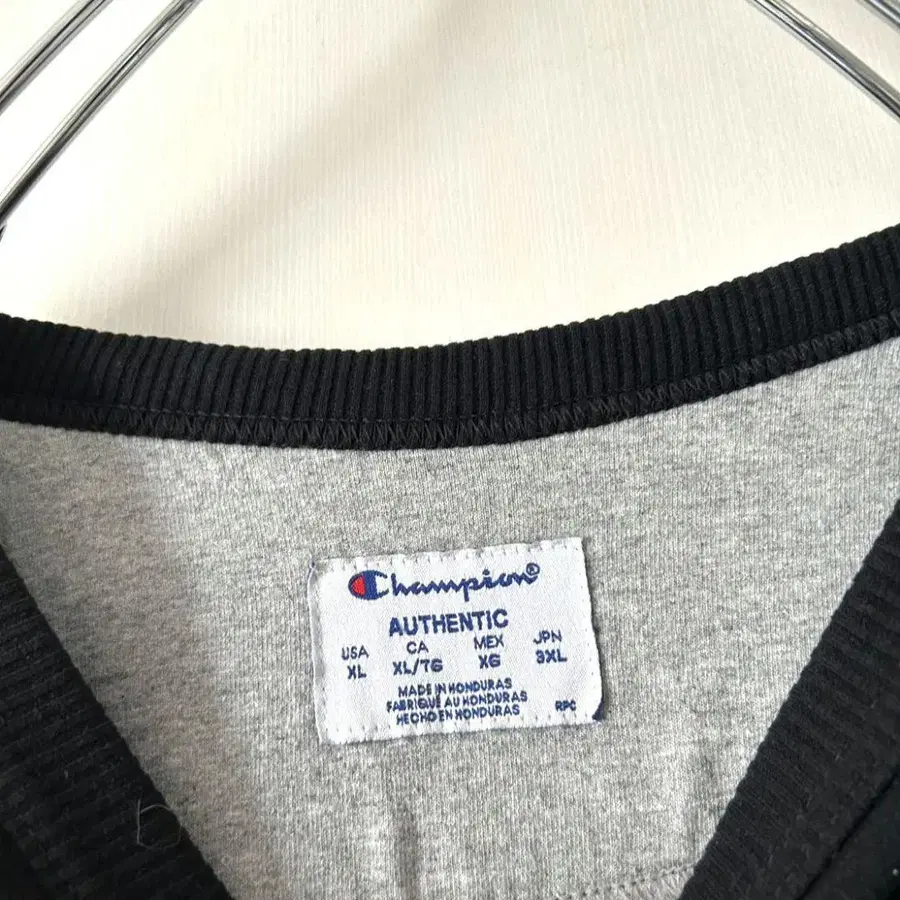 Champion®
AUTHENTIC
USA CA MEX JPN
XL XL/TG XG 3XL
MADE IN HONDURAS
FABRIQUÉ AU HONDURAS
HECHO EN HONDURAS RPC